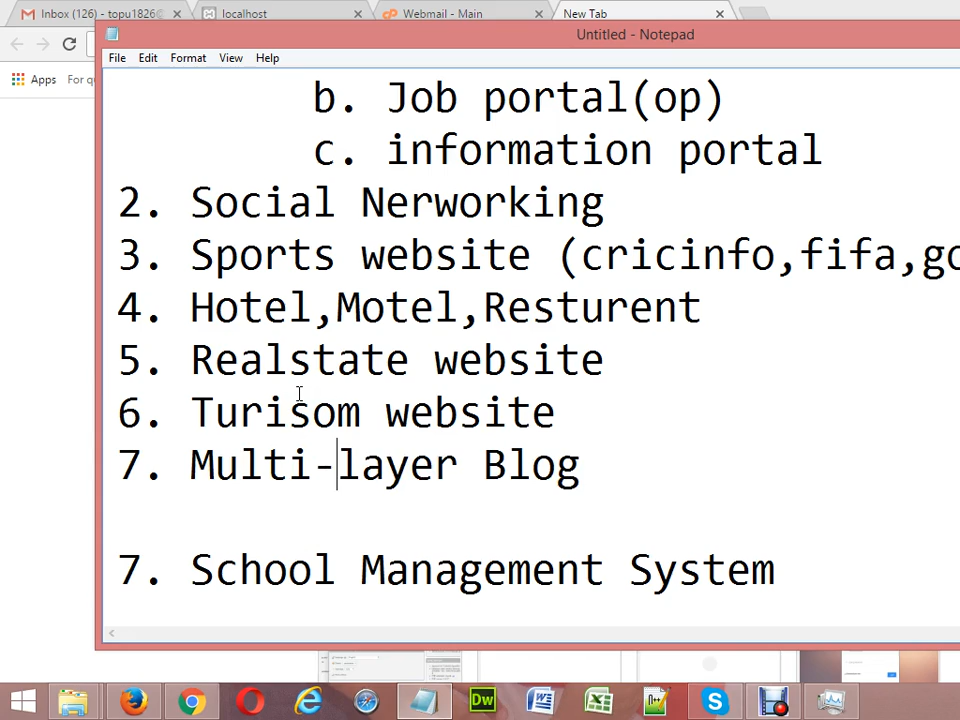 Inbox (126) - topu1826@
localhost
Webmail - Main
New Tab
Untitled - Notepad
File Edit Format View Help
Apps For qu
b. Job portal(op)
c. information portal
2. Social Nerworking
3. Sports website (cricinfo,fifa,go
4. Hotel,Motel,Resturent
5. Realstate website
6. Turisom website
7. Multi-layer Blog
7. School Management System